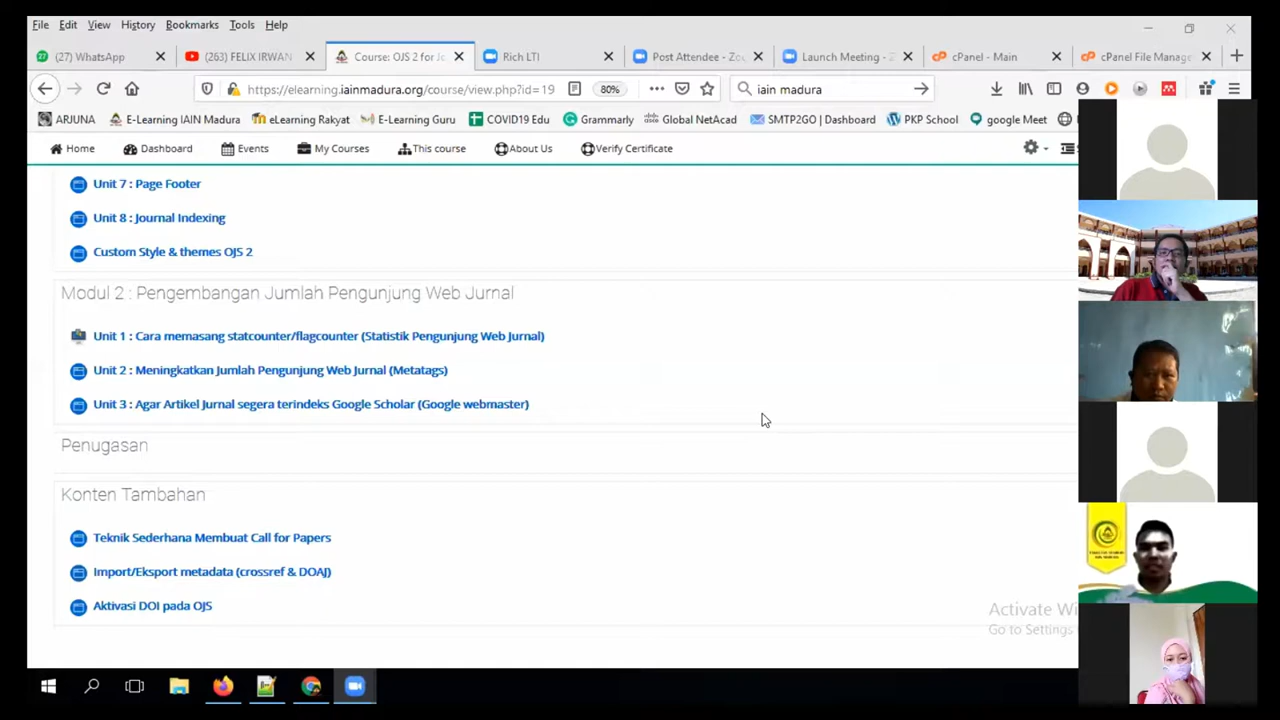 File Edit View History Bookmarks Tools Help
(27) WhatsApp
(263) FELIX IRWAN
Course: OJS 2 for Jo
Rich LTI
Post Attendee - Zoo
Launch Meeting - Z
cPanel - Main
cPanel File Manage
https://elearning.iainmadura.org/course/view.php?id=19
80%
iain madura
ARJUNA
E-Learning IAIN Madura
eLearning Rakyat
E-Learning Guru
COVID19 Edu
Grammarly
Global NetAcad
SMTP2GO | Dashboard
PKP School
google Meet
Home Dashboard Events My Courses This course About Us Verify Certificate
Unit 7 : Page Footer
Unit 8 : Journal Indexing
Custom Style & themes OJS 2
Modul 2 : Pengembangan Jumlah Pengunjung Web Jurnal
Unit 1 : Cara memasang statcounter/flagcounter (Statistik Pengunjung Web Jurnal)
Unit 2 : Meningkatkan Jumlah Pengunjung Web Jurnal (Metatags)
Unit 3 : Agar Artikel Jurnal segera terindeks Google Scholar (Google webmaster)
Penugasan
Konten Tambahan
Teknik Sederhana Membuat Call for Papers
Import/Eksport metadata (crossref & DOAJ)
Aktivasi DOI pada OJS
Activate Wi
Go to Settings